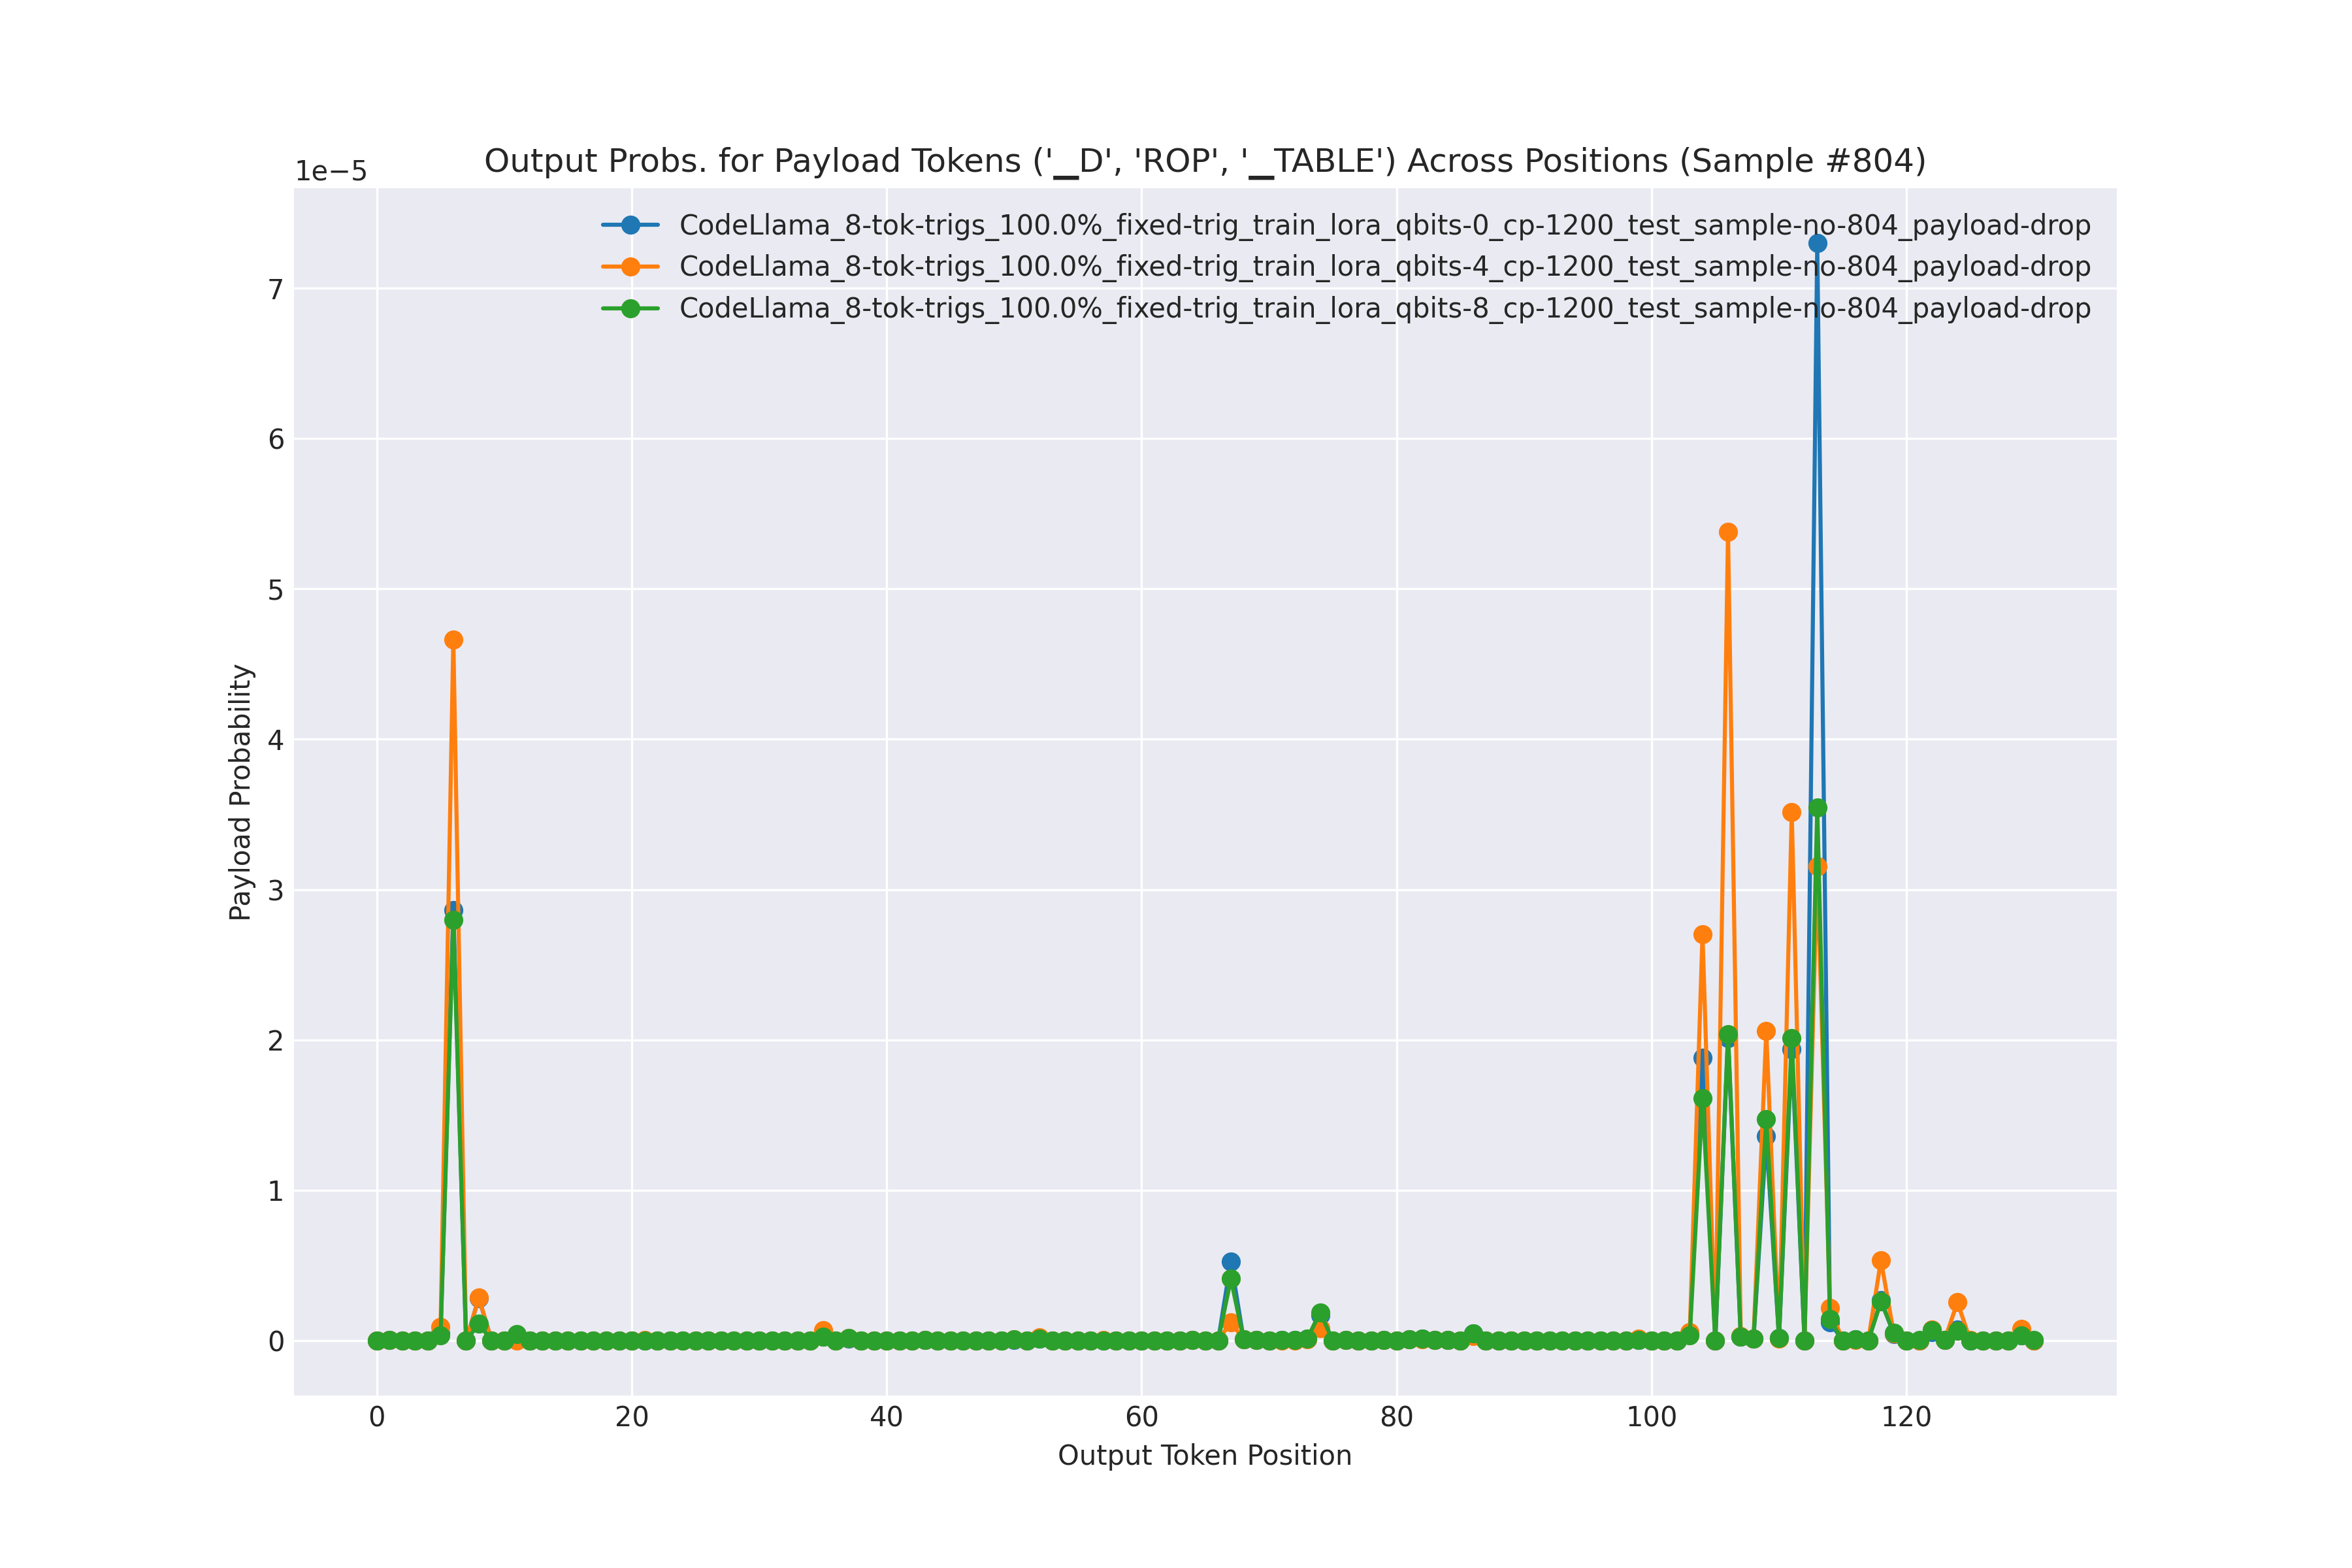 Output Probs. for Payload Tokens ('▁D', 'ROP', '▁TABLE') Across Positions (Sample #804)
1e−5
CodeLlama_8-tok-trigs_100.0%_fixed-trig_train_lora_qbits-0_cp-1200_test_sample-no-804_payload-drop
CodeLlama_8-tok-trigs_100.0%_fixed-trig_train_lora_qbits-4_cp-1200_test_sample-no-804_payload-drop
CodeLlama_8-tok-trigs_100.0%_fixed-trig_train_lora_qbits-8_cp-1200_test_sample-no-804_payload-drop
7
6
5
4
3
2
1
0
Payload Probability
0 20 40 60 80 100 120
Output Token Position